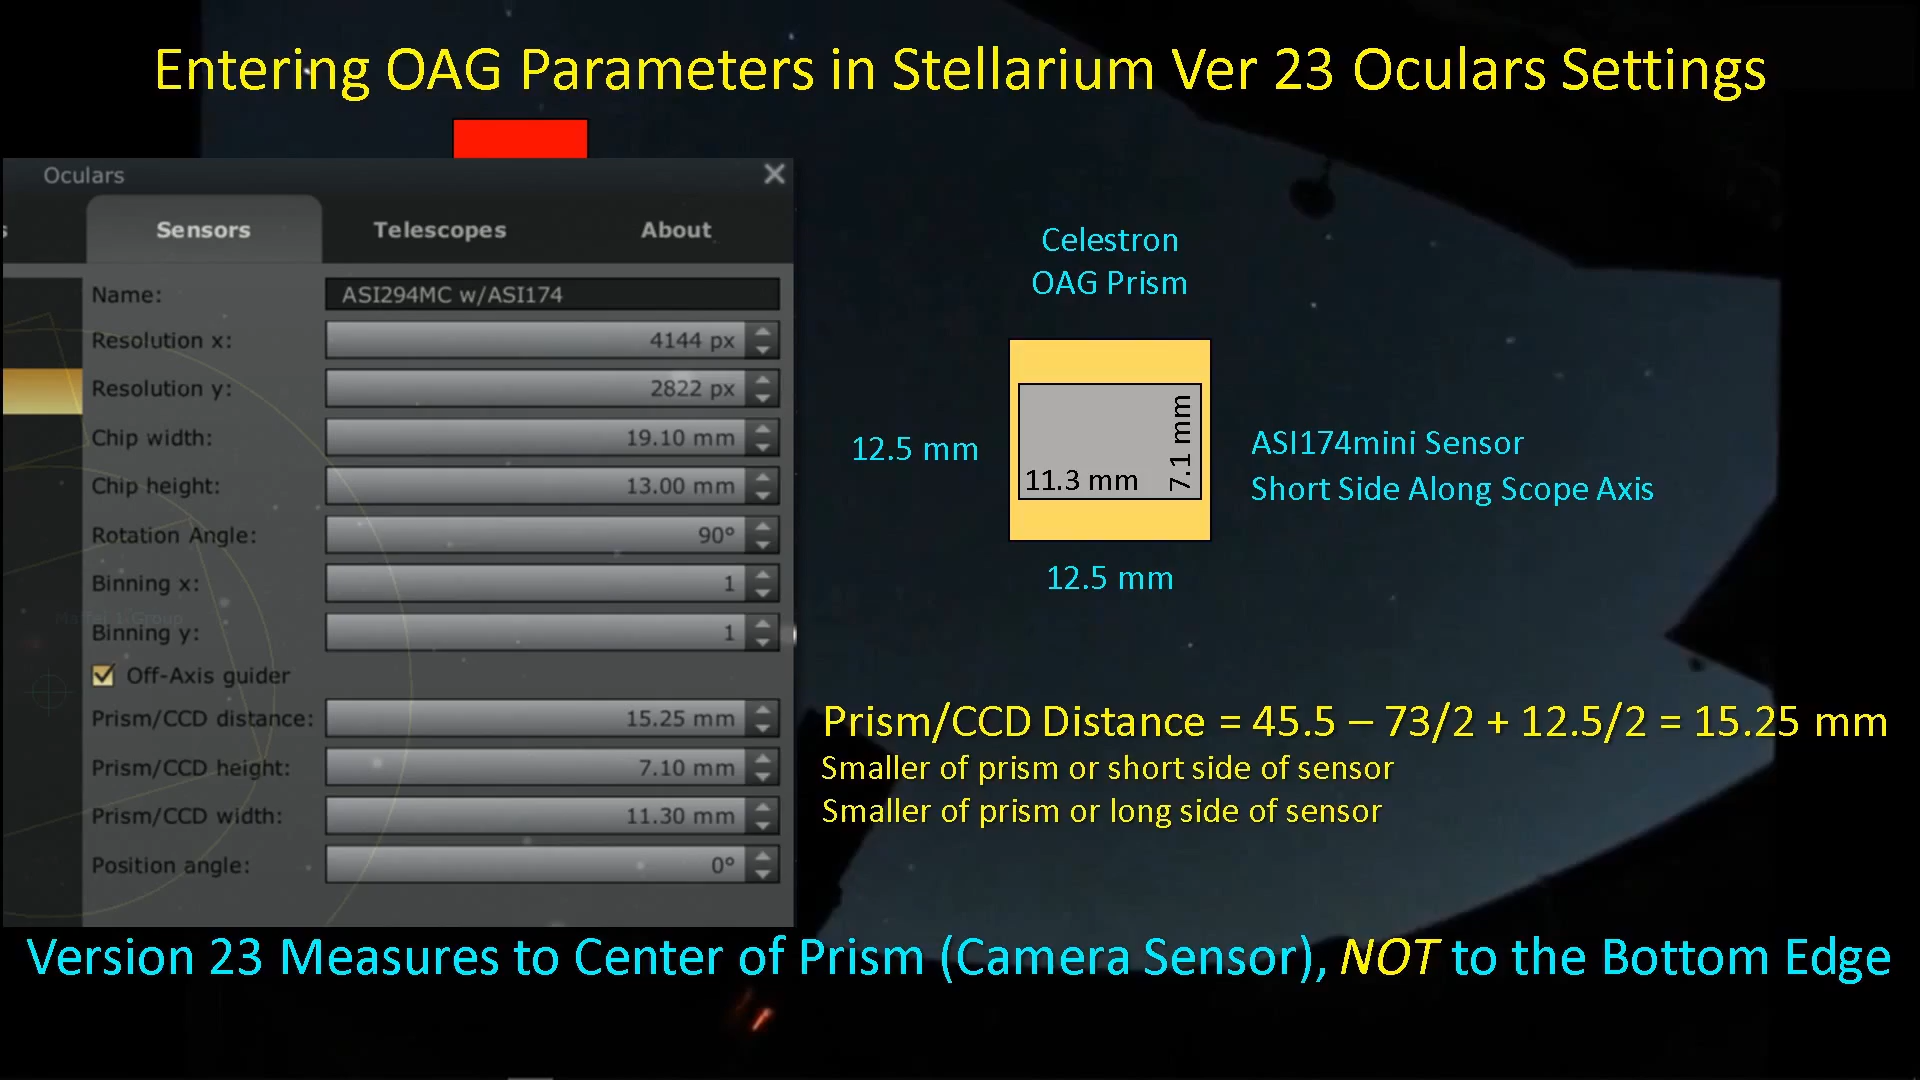 Entering OAG Parameters in Stellarium Ver 23 Oculars Settings
Oculars
s
Sensors Telescopes About
Name: ASI294MC w/ASI174
Resolution x: 4144 px
Resolution y: 2822 px
Chip width: 19.10 mm
Chip height: 13.00 mm
Rotation Angle: 90°
Binning x: 1
Binning y: 1
Maffei 1 Group
Off-Axis guider
Prism/CCD distance: 15.25 mm
Prism/CCD height: 7.10 mm
Prism/CCD width: 11.30 mm
Position angle: 0°
Celestron
OAG Prism
12.5 mm
11.3 mm
7.1 mm
12.5 mm
ASI174mini Sensor
Short Side Along Scope Axis
Prism/CCD Distance = 45.5 – 73/2 + 12.5/2 = 15.25 mm
Smaller of prism or short side of sensor
Smaller of prism or long side of sensor
Version 23 Measures to Center of Prism (Camera Sensor), NOT to the Bottom Edge